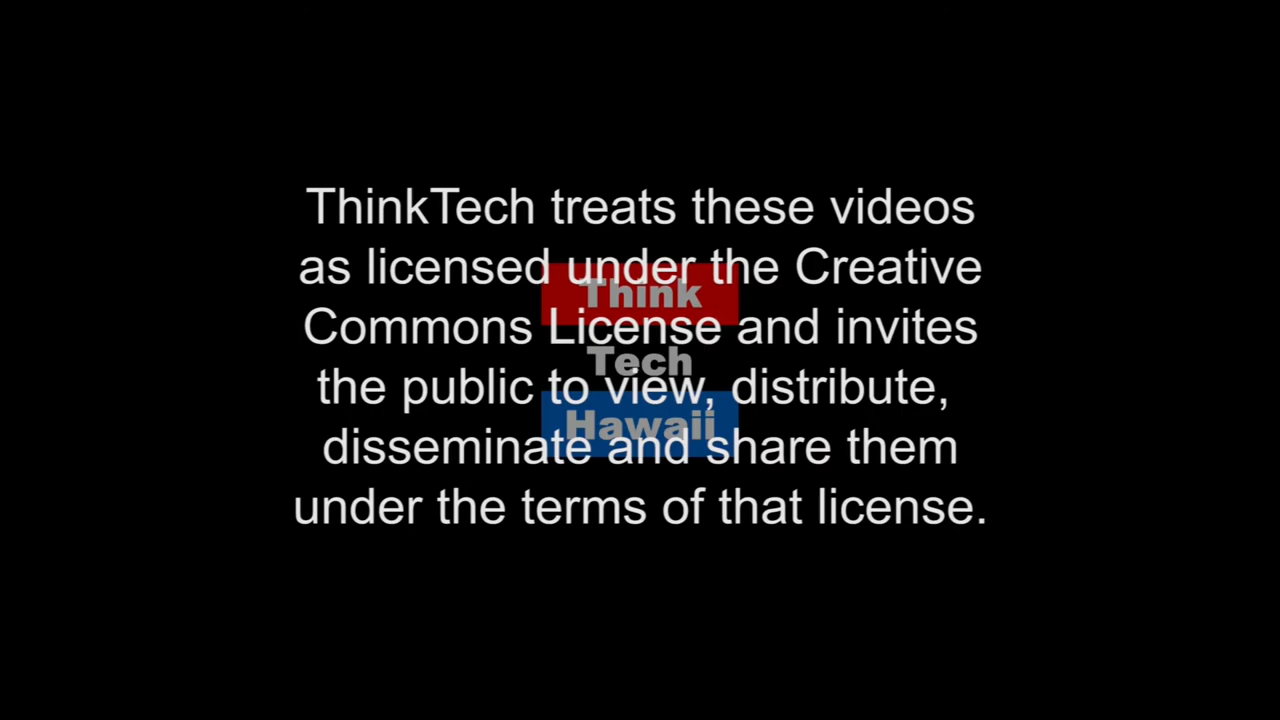 ThinkTech treats these videos
as licensed under the Creative
Think
Commons License and invites
Tech
the public to view, distribute,
Hawaii
disseminate and share them
under the terms of that license.